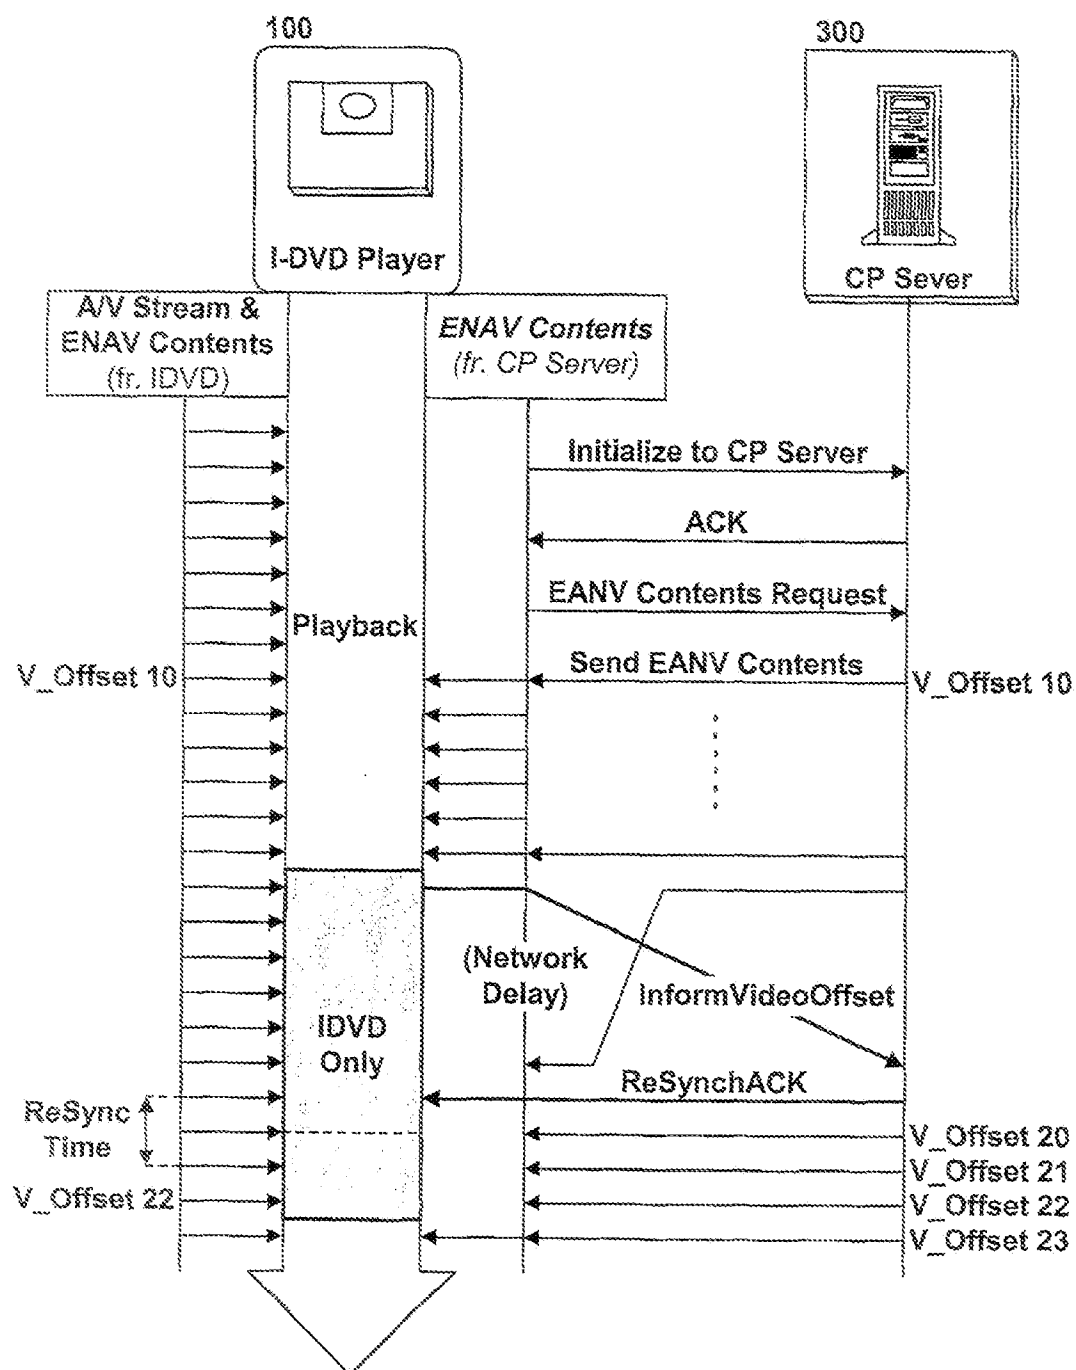 100
300
I-DVD Player
CP Sever
A/V Stream &
ENAV Contents
(fr. IDVD)
ENAV Contents
(fr. CP Server)
Initialize to CP Server
ACK
EANV Contents Request
Playback
V_Offset 10
Send EANV Contents
V_Offset 10
(Network
Delay)
InformVideoOffset
IDVD
Only
ReSynchACK
ReSync
Time
V_Offset 20
V_Offset 21
V_Offset 22
V_Offset 22
V_Offset 23